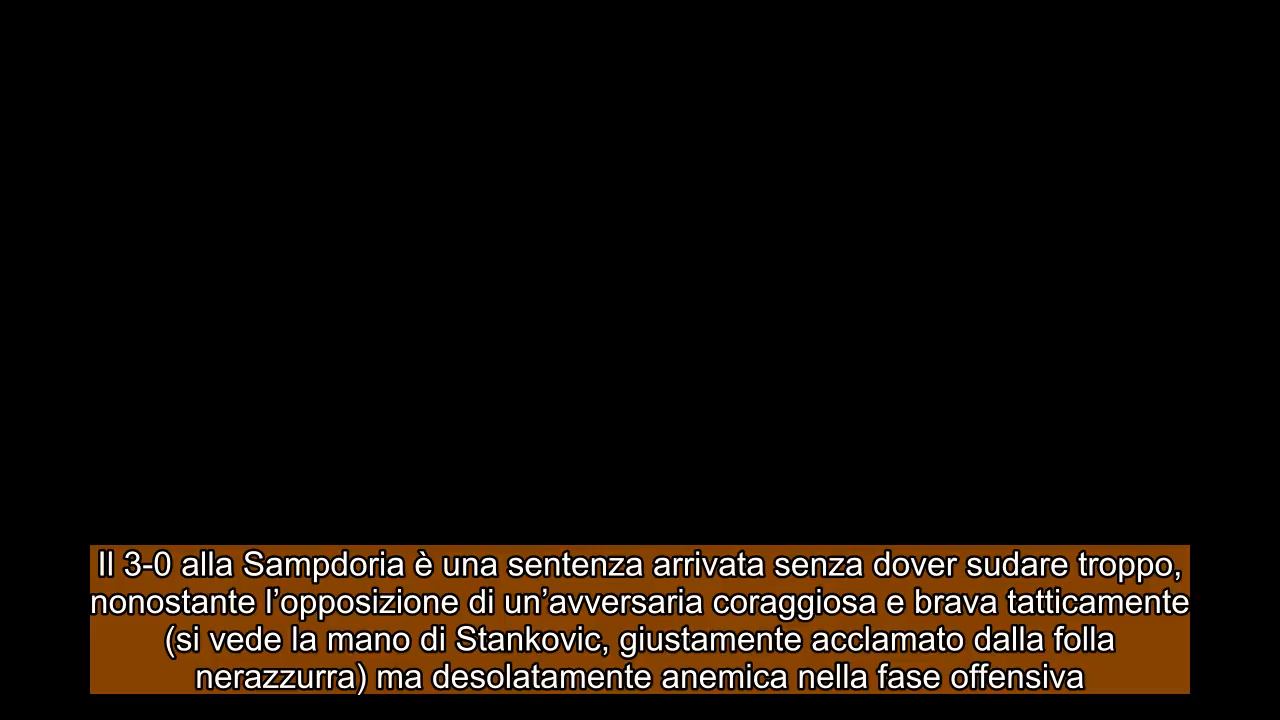 Il 3-0 alla Sampdoria è una sentenza arrivata senza dover sudare troppo,
nonostante l’opposizione di un’avversaria coraggiosa e brava tatticamente
(si vede la mano di Stankovic, giustamente acclamato dalla folla
nerazzurra) ma desolatamente anemica nella fase offensiva